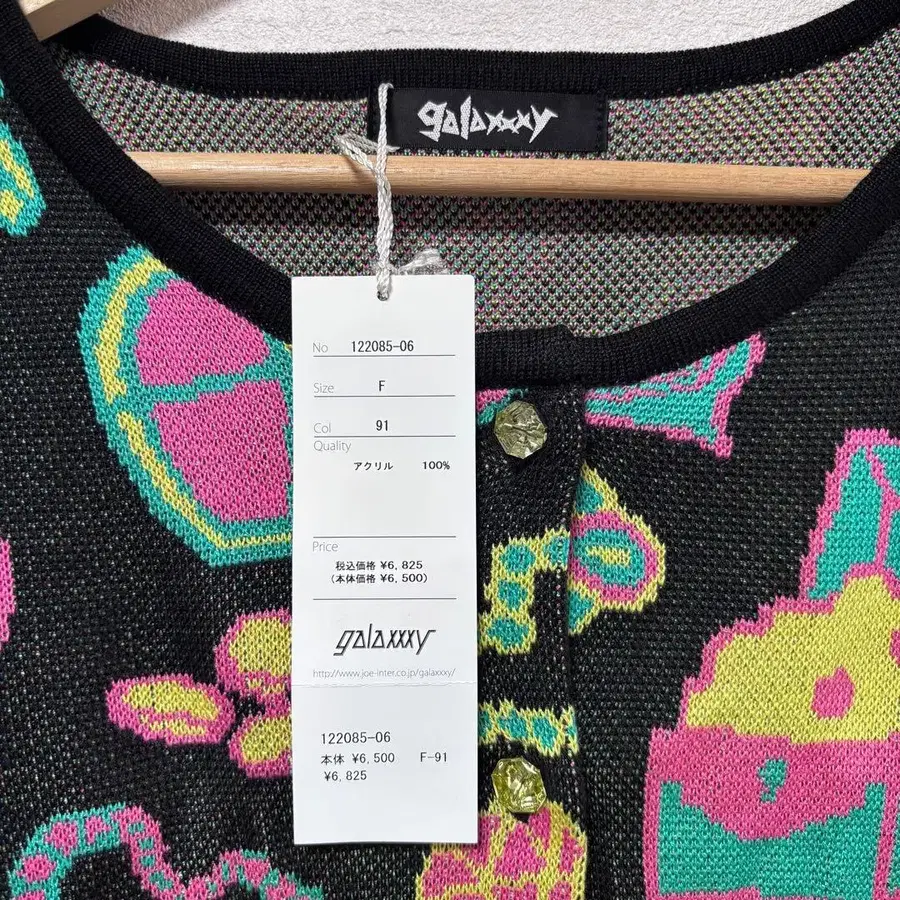 galaxxxy
No 122085-06
Size F
Col 91
Quality
アクリル 100%
Price
税込価格 ¥6,825
(本体価格 ¥6,500)
galaxxxy
http://www.joe-inter.co.jp/galaxxxy/
122085-06
本体 ¥6,500 F-91
¥6,825